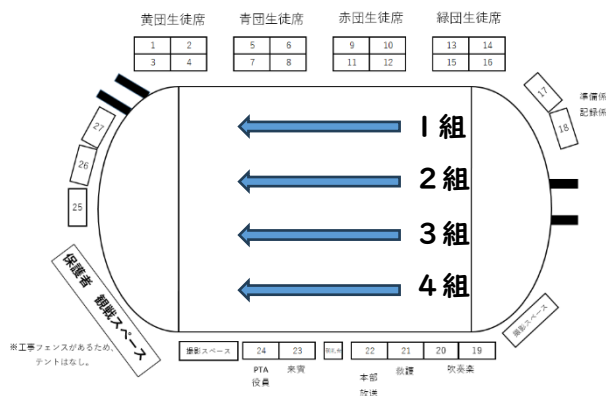 黄団生徒席 青団生徒席 赤団生徒席 緑団生徒席
1 2 5 6 9 10 13 14
3 4 7 8 11 12 15 16
17
18
準備係
記録係
27
26
25
1組
2組
3組
4組
保護者 観戦スペース
※工事フェンスがあるため、
テントはなし。
撮影スペース
撮影スペース 24 23 22 21 20 19
PTA
役員
来賓
本部
放送
救護
吹奏楽